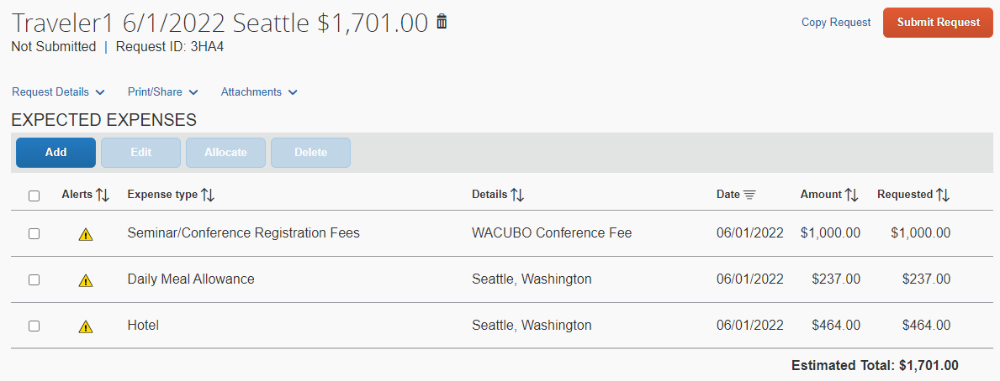 Traveler1 6/1/2022 Seattle $1,701.00
Copy Request
Submit Request
Not Submitted | Request ID: 3HA4
Request Details
Print/Share
Attachments
EXPECTED EXPENSES
Add
Edit
Allocate
Delete
Alerts Expense type Details Date Amount Requested
Seminar/Conference Registration Fees WACUBO Conference Fee 06/01/2022 $1,000.00 $1,000.00
Daily Meal Allowance Seattle, Washington 06/01/2022 $237.00 $237.00
Hotel Seattle, Washington 06/01/2022 $464.00 $464.00
Estimated Total: $1,701.00